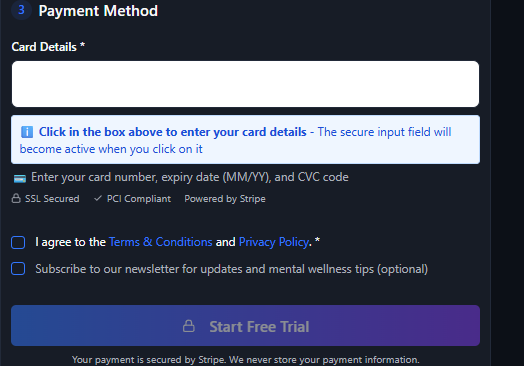 3 Payment Method
Card Details *
Click in the box above to enter your card details - The secure input field will
become active when you click on it
Enter your card number, expiry date (MM/YY), and CVC code
SSL Secured ✓ PCI Compliant Powered by Stripe
I agree to the Terms & Conditions and Privacy Policy. *
Subscribe to our newsletter for updates and mental wellness tips (optional)
Start Free Trial
Your payment is secured by Stripe. We never store your payment information.